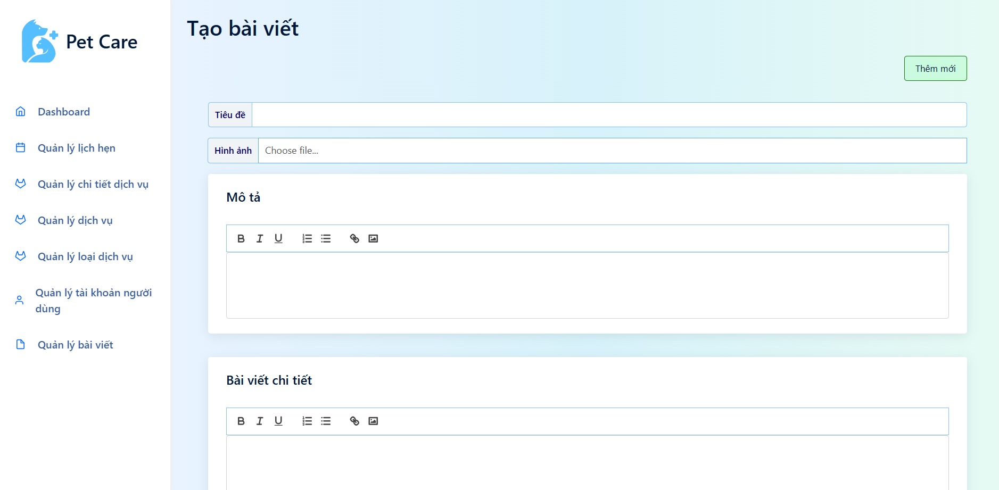 Pet Care
Dashboard
Quản lý lịch hẹn
Quản lý chi tiết dịch vụ
Quản lý dịch vụ
Quản lý loại dịch vụ
Quản lý tài khoản người
dùng
Quản lý bài viết
Tạo bài viết
Thêm mới
Tiêu đề
Hình ảnh Choose file...
Mô tả
Bài viết chi tiết